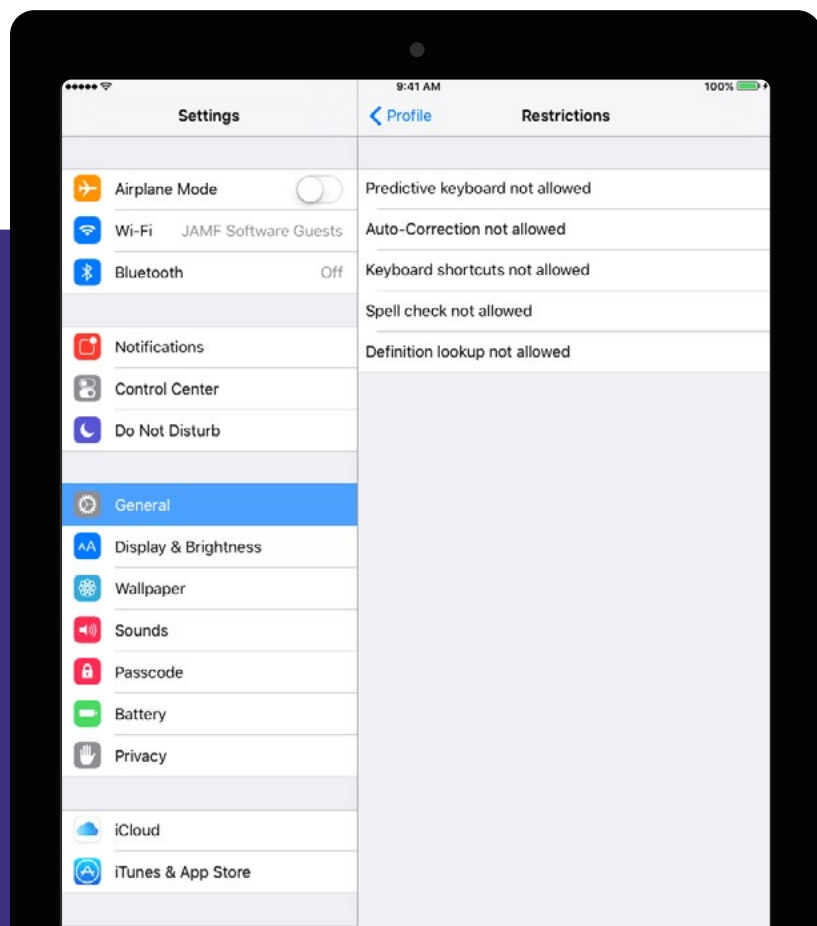 9:41 AM
100%
Settings
Profile
Restrictions
Airplane Mode
Wi-Fi JAMF Software Guests
Bluetooth Off
Notifications
Control Center
Do Not Disturb
General
AA Display & Brightness
Wallpaper
Sounds
Passcode
Battery
Privacy
iCloud
iTunes & App Store
Predictive keyboard not allowed
Auto-Correction not allowed
Keyboard shortcuts not allowed
Spell check not allowed
Definition lookup not allowed